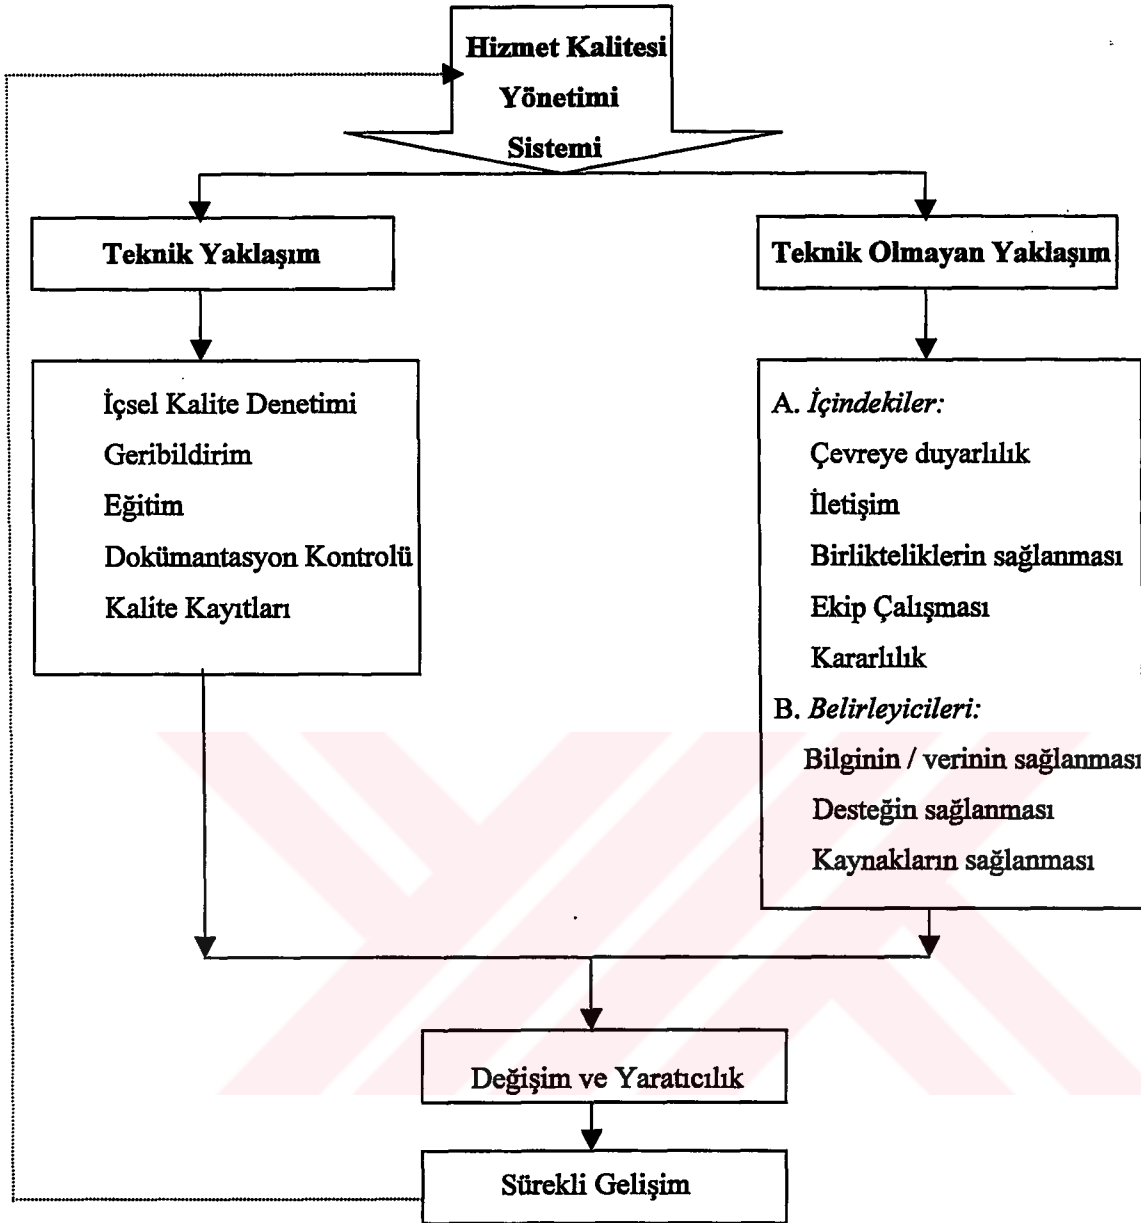 Hizmet Kalitesi
Yönetimi
Sistemi
Teknik Yaklaşım
Teknik Olmayan Yaklaşım
İçsel Kalite Denetimi
Geribildirim
Eğitim
Dokümantasyon Kontrolü
Kalite Kayıtları
A. İçindekiler:
Çevreye duyarlılık
İletişim
Birlikteliklerin sağlanması
Ekip Çalışması
Kararlılık
B. Belirleyicileri:
Bilginin / verinin sağlanması
Desteğin sağlanması
Kaynakların sağlanması
Değişim ve Yaratıcılık
Sürekli Gelişim